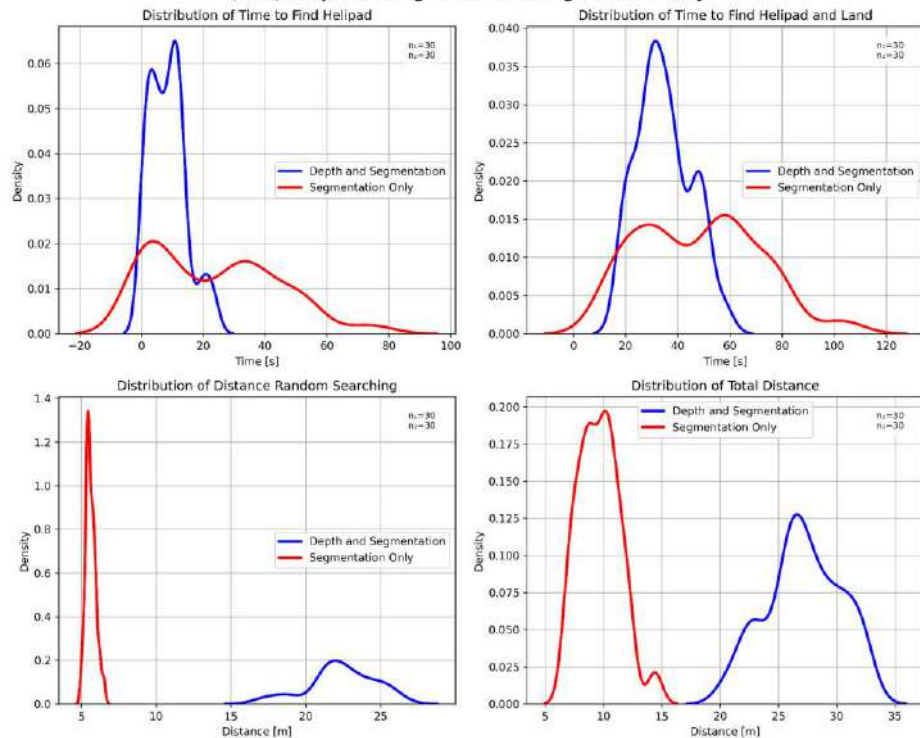 Distribution of Time to Find Helipad
n₁=30
n₂=30
Depth and Segmentation
Segmentation Only
Density
0.00
0.01
0.02
0.03
0.04
0.05
0.06
−20
0
20
40
60
80
100
Time [s]
Distribution of Time to Find Helipad and Land
n₁=30
n₂=30
Depth and Segmentation
Segmentation Only
Density
0.000
0.005
0.010
0.015
0.020
0.025
0.030
0.035
0.040
0
20
40
60
80
100
120
Time [s]
Distribution of Distance Random Searching
n₁=30
n₂=30
Depth and Segmentation
Segmentation Only
Density
0.0
0.2
0.4
0.6
0.8
1.0
1.2
1.4
5
10
15
20
25
Distance [m]
Distribution of Total Distance
n₁=30
n₂=30
Depth and Segmentation
Segmentation Only
Density
0.000
0.025
0.050
0.075
0.100
0.125
0.150
0.175
0.200
5
10
15
20
25
30
35
Distance [m]